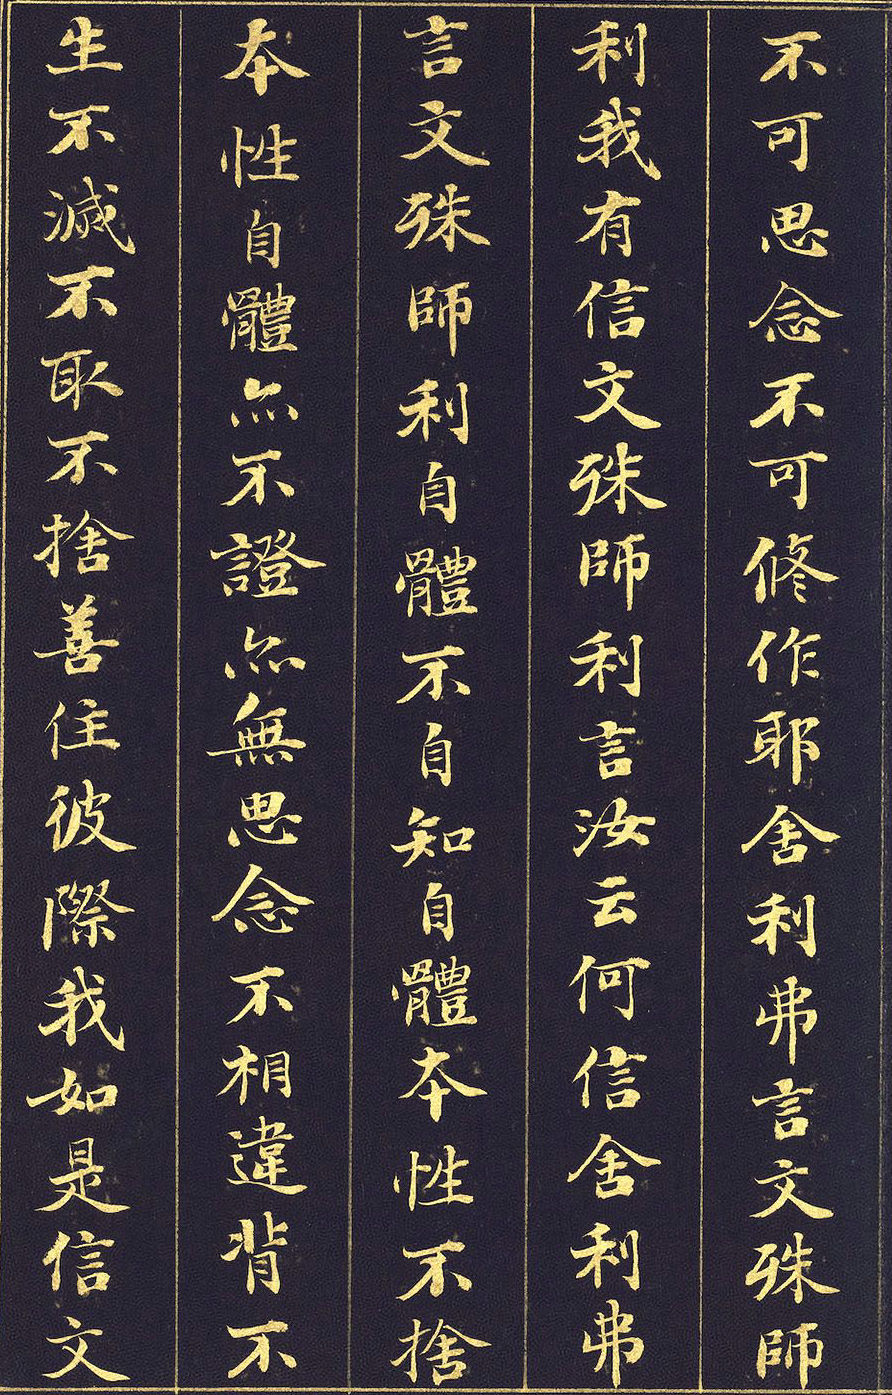 不可思念不可修作耶舍利弗言文殊師
利我有信文殊師利言汝云何信舍利弗
言文殊師利自體不自知自體本性不捨
本性自體亦不證亦無思念不相違背不
生不滅不取不捨善住彼際我如是信文